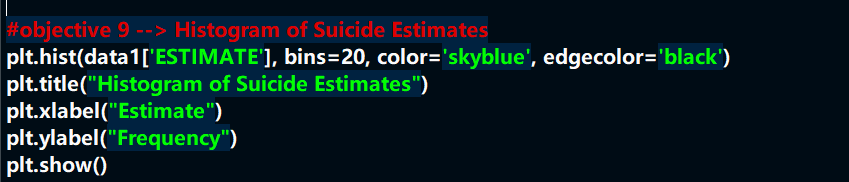 #objective 9 --> Histogram of Suicide Estimates
plt.hist(data1['ESTIMATE'], bins=20, color='skyblue', edgecolor='black')
plt.title("Histogram of Suicide Estimates")
plt.xlabel("Estimate")
plt.ylabel("Frequency")
plt.show()